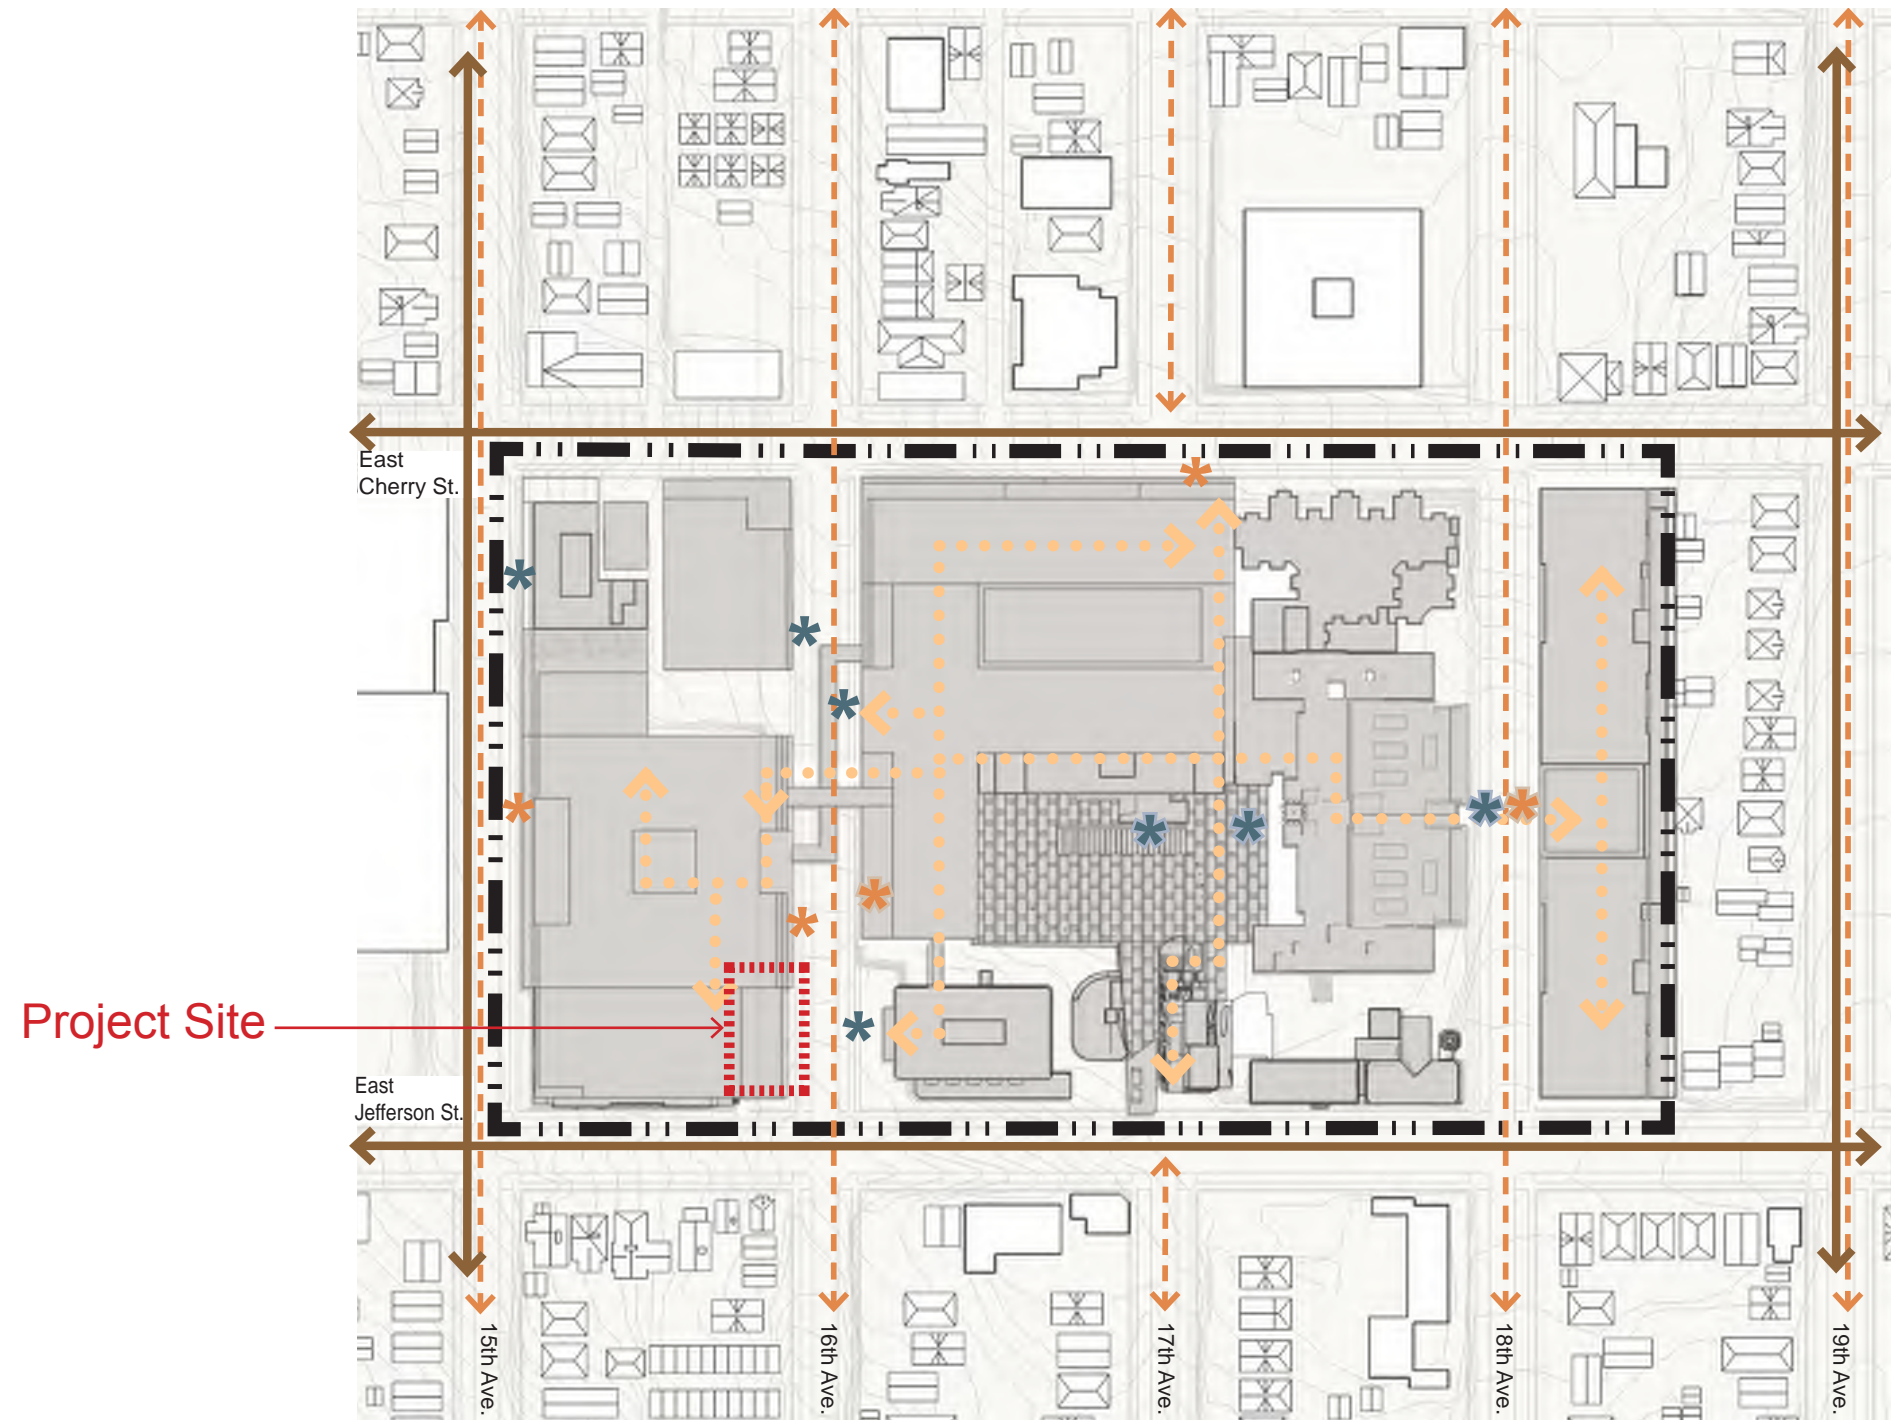 East
Cherry St.
Project Site
East
Jefferson St.
15th Ave.
16th Ave.
17th Ave.
18th Ave.
19th Ave.